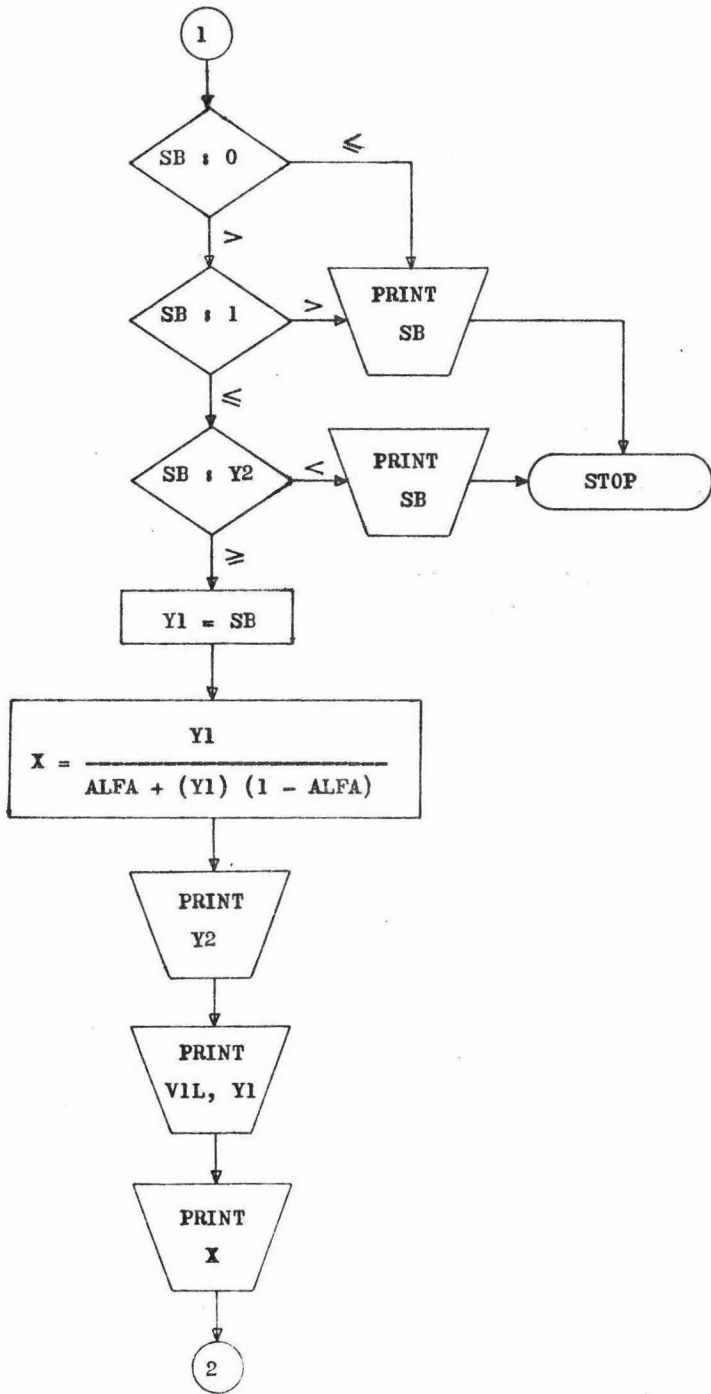 1
SB : 0
≤
>
SB : 1
>
PRINT
SB
≤
SB : Y2
<
PRINT
SB
STOP
≥
Y1 = SB
X = Y1 / ALFA + (Y1) (1 - ALFA)
PRINT
Y2
PRINT
V1L, Y1
PRINT
X
2